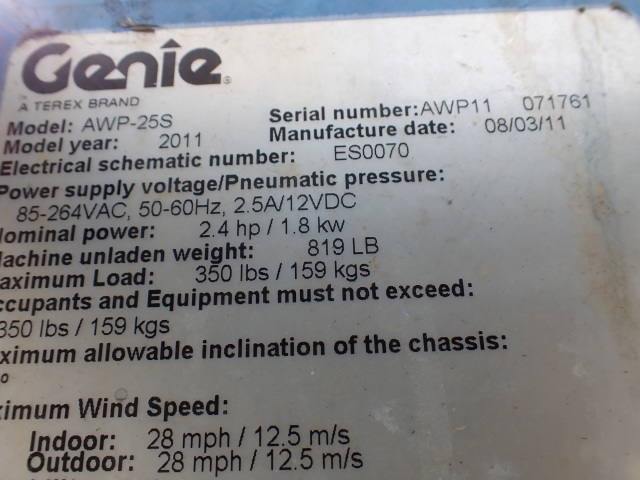 Genie®
A TEREX BRAND
Model: AWP-25S Serial number:AWP11 071761
Model year: 2011 Manufacture date: 08/03/11
Electrical schematic number: ES0070
Power supply voltage/Pneumatic pressure:
85-264VAC, 50-60Hz, 2.5A/12VDC
ominal power: 2.4 hp / 1.8 kw
achine unladen weight: 819 LB
aximum Load: 350 lbs / 159 kgs
ccupants and Equipment must not exceed:
350 lbs / 159 kgs
ximum allowable inclination of the chassis:
°
ximum Wind Speed:
Indoor: 28 mph / 12.5 m/s
Outdoor: 28 mph / 12.5 m/s